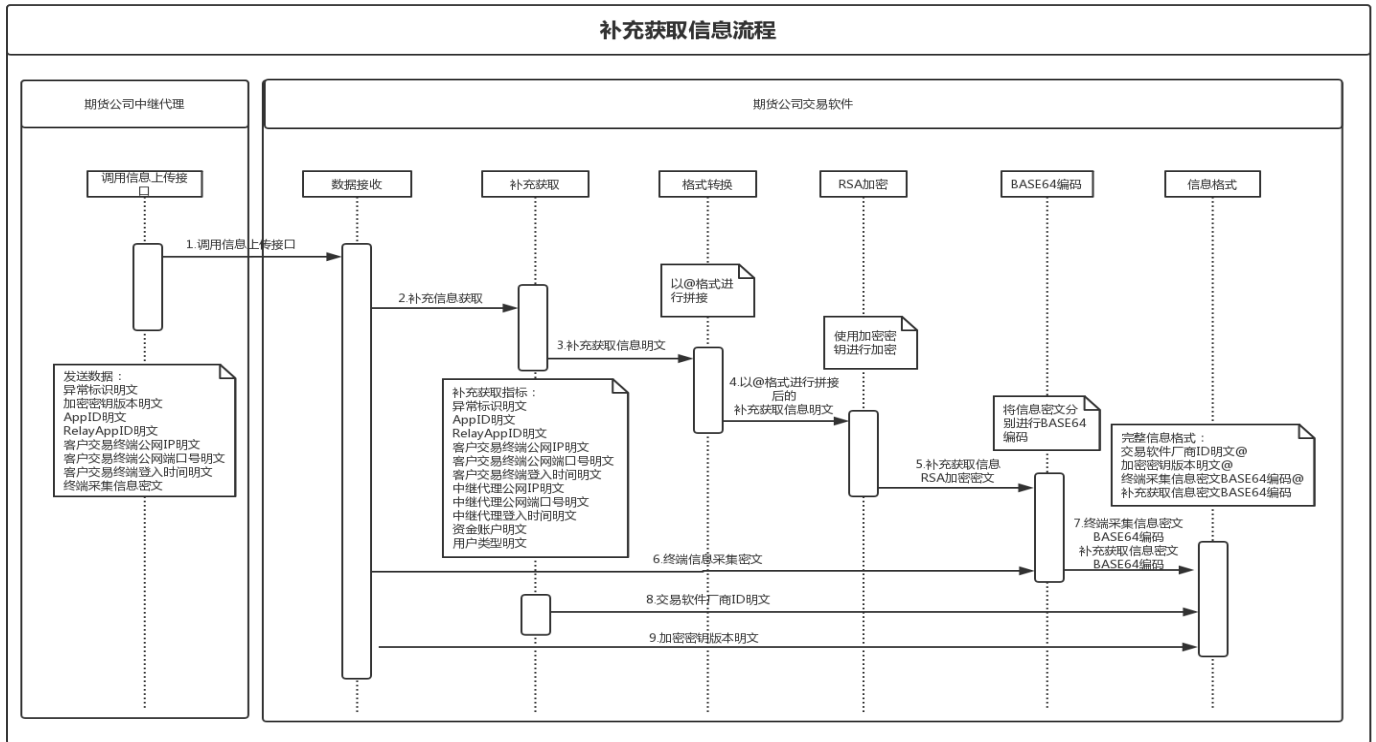 补充获取信息流程
期货公司中继代理
期货公司交易软件
调用信息上传接
口
数据接收
补充获取
格式转换
RSA加密
BASE64编码
信息格式
1.调用信息上传接口
以@格式进
行拼接
2.补充信息获取
使用加密密
钥进行加密
3.补充获取信息明文
发送数据：
异常标识明文
加密密钥版本明文
AppID明文
RelayAppID明文
客户交易终端公网IP明文
客户交易终端公网端口号明文
客户交易终端登入时间明文
终端采集信息密文
补充获取指标：
异常标识明文
AppID明文
RelayAppID明文
客户交易终端公网IP明文
客户交易终端公网端口号明文
客户交易终端登入时间明文
中继代理公网IP明文
中继代理公网端口号明文
中继代理登入时间明文
资金账户明文
用户类型明文
4.以@格式进行拼接
后的
补充获取信息明文
将信息密文分
别进行BASE64
编码
完整信息格式：
交易软件厂商ID明文@
加密密钥版本明文@
终端采集信息密文BASE64编码@
补充获取信息密文BASE64编码
5.补充获取信息
RSA加密密文
6.终端信息采集密文
7.终端采集信息密文
BASE64编码
补充获取信息密文
BASE64编码
8.交易软件厂商ID明文
9.加密密钥版本明文